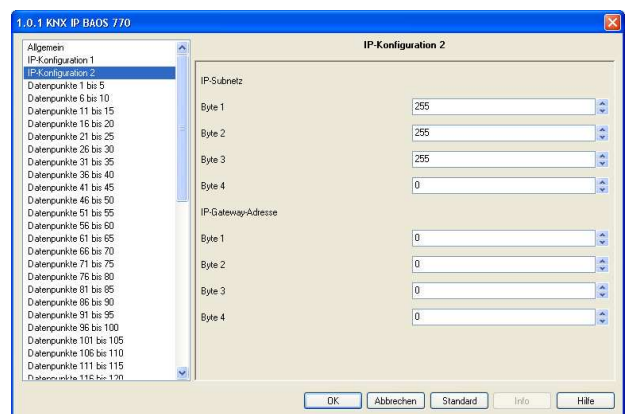 1.0.1 KNX IP BAOS 770
Allgemein
IP-Konfiguration 1
IP-Konfiguration 2
Datenpunkte 1 bis 5
Datenpunkte 6 bis 10
Datenpunkte 11 bis 15
Datenpunkte 16 bis 20
Datenpunkte 21 bis 25
Datenpunkte 26 bis 30
Datenpunkte 31 bis 35
Datenpunkte 36 bis 40
Datenpunkte 41 bis 45
Datenpunkte 46 bis 50
Datenpunkte 51 bis 55
Datenpunkte 56 bis 60
Datenpunkte 61 bis 65
Datenpunkte 66 bis 70
Datenpunkte 71 bis 75
Datenpunkte 76 bis 80
Datenpunkte 81 bis 85
Datenpunkte 86 bis 90
Datenpunkte 91 bis 95
Datenpunkte 96 bis 100
Datenpunkte 101 bis 105
Datenpunkte 106 bis 110
Datenpunkte 111 bis 115
Datenpunkte 116 bis 120
IP-Konfiguration 2
IP-Subnetz
Byte 1 255
Byte 2 255
Byte 3 255
Byte 4 0
IP-Gateway-Adresse
Byte 1 0
Byte 2 0
Byte 3 0
Byte 4 0
OK Abbrechen Standard Info Hilfe